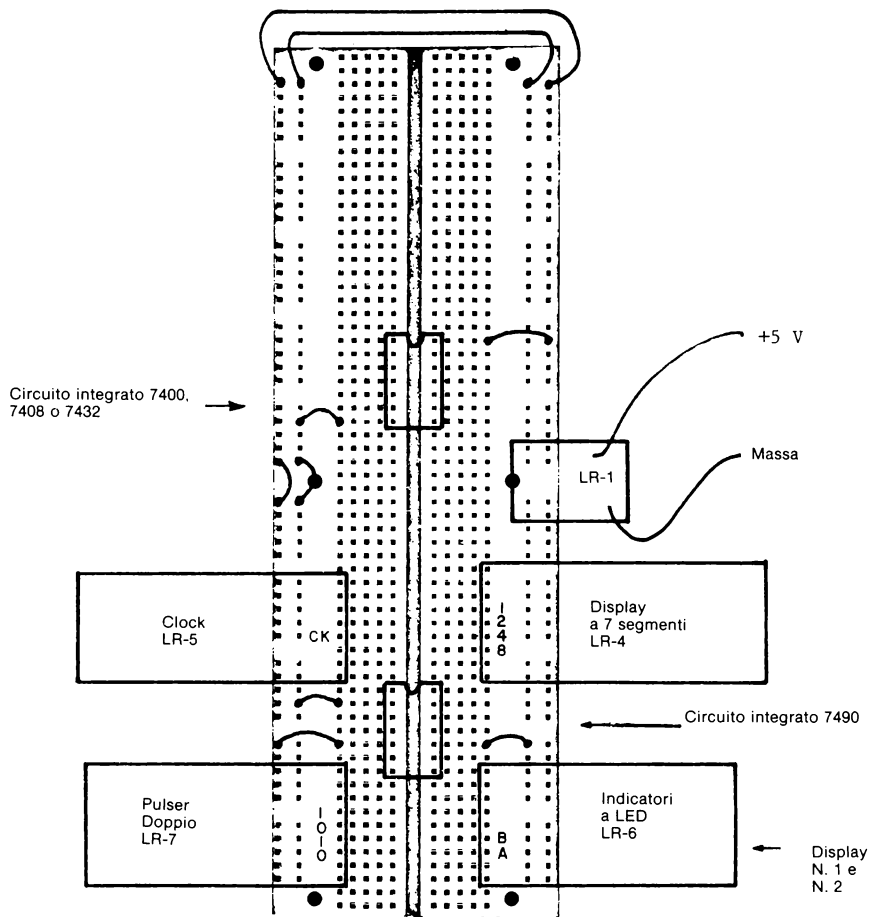 +5 V
Circuito integrato 7400,
7408 o 7432
Massa
LR-1
Clock
LR-5
CK
1
2
4
8
Display
a 7 segmenti
LR-4
Circuito integrato 7490
Pulser
Doppio
LR-7
1
0
1
0
B
A
Indicatori
a LED
LR-6
Display
N. 1 e
N. 2